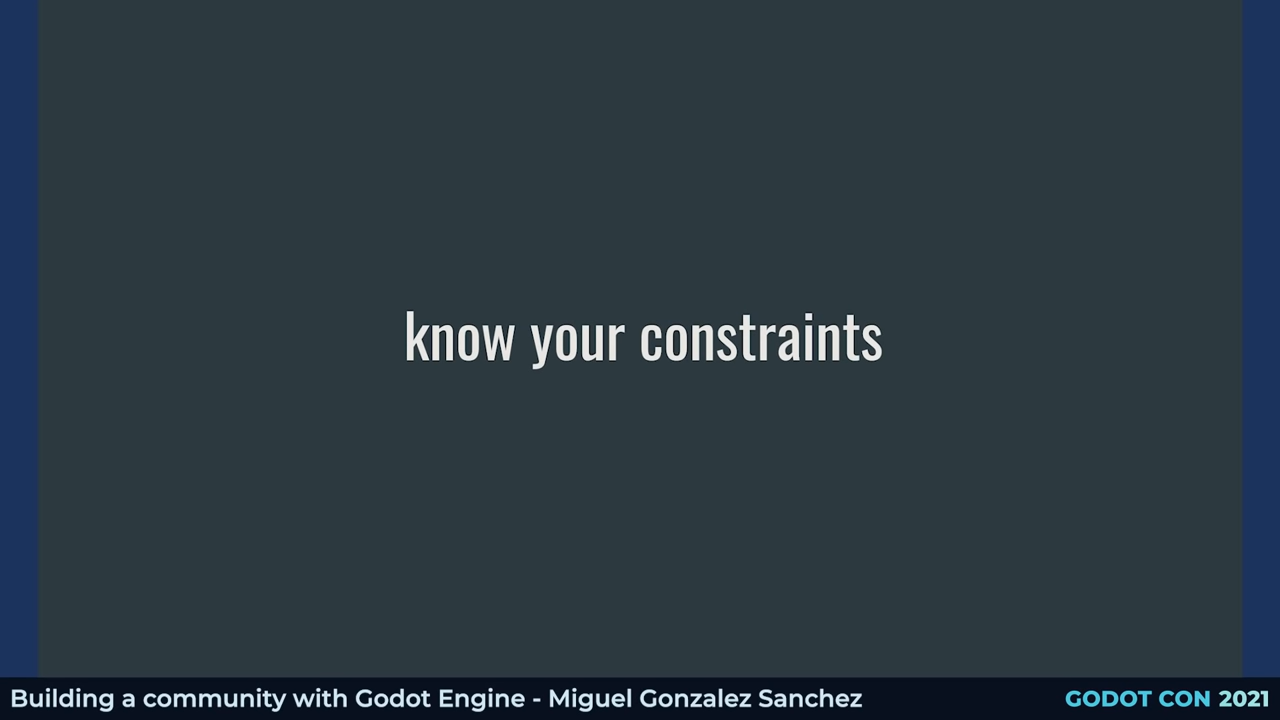 know your constraints
Building a community with Godot Engine - Miguel Gonzalez Sanchez
GODOT CON 2021